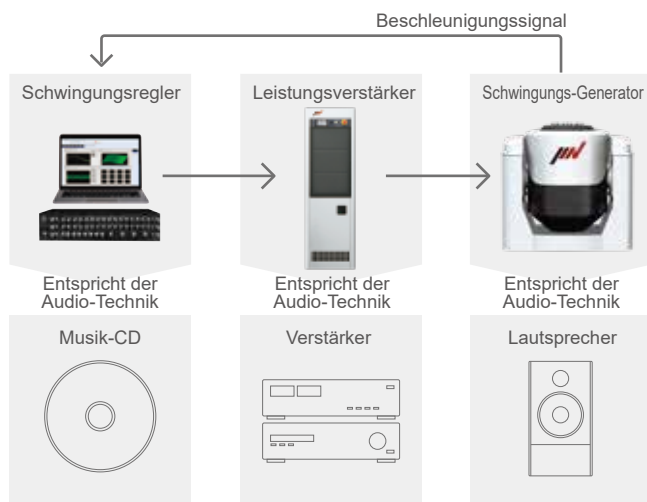 Beschleunigungssignal
Schwingungsregler
Leistungsverstärker
Schwingungs-Generator
Entspricht der
Audio-Technik
Entspricht der
Audio-Technik
Entspricht der
Audio-Technik
Musik-CD
Verstärker
Lautsprecher